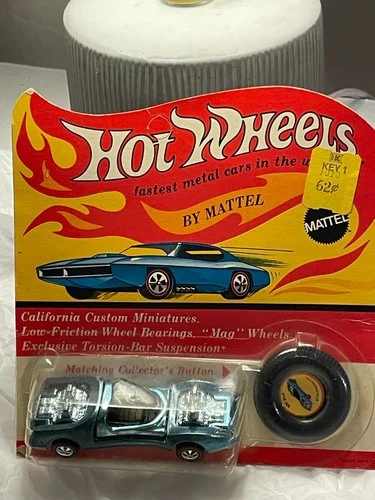 HOT WHEELS
fastest metal cars in the
BY MATTEL
KEY 1
62¢
MATTEL
California Custom Miniatures.
Low-Friction Wheel Bearings. "Mag" Wheels.
Exclusive Torsion-Bar Suspension
Matching Collector's Button